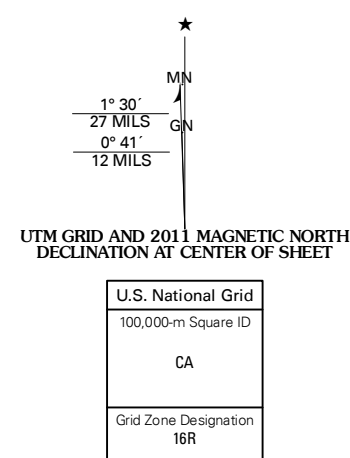 ★
MN
1° 30´
27 MILS
GN
0° 41´
12 MILS
UTM GRID AND 2011 MAGNETIC NORTH
DECLINATION AT CENTER OF SHEET
U.S. National Grid
100,000-m Square ID
CA
Grid Zone Designation
16R